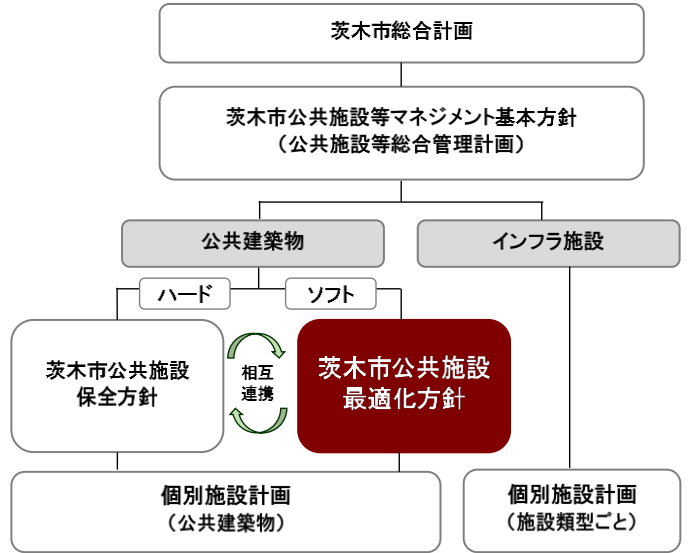 茨木市総合計画
茨木市公共施設等マネジメント基本方針
（公共施設等総合管理計画）
公共建築物
インフラ施設
ハード
ソフト
茨木市公共施設
保全方針
相互
連携
茨木市公共施設
最適化方針
個別施設計画
（公共建築物）
個別施設計画
（施設類型ごと）